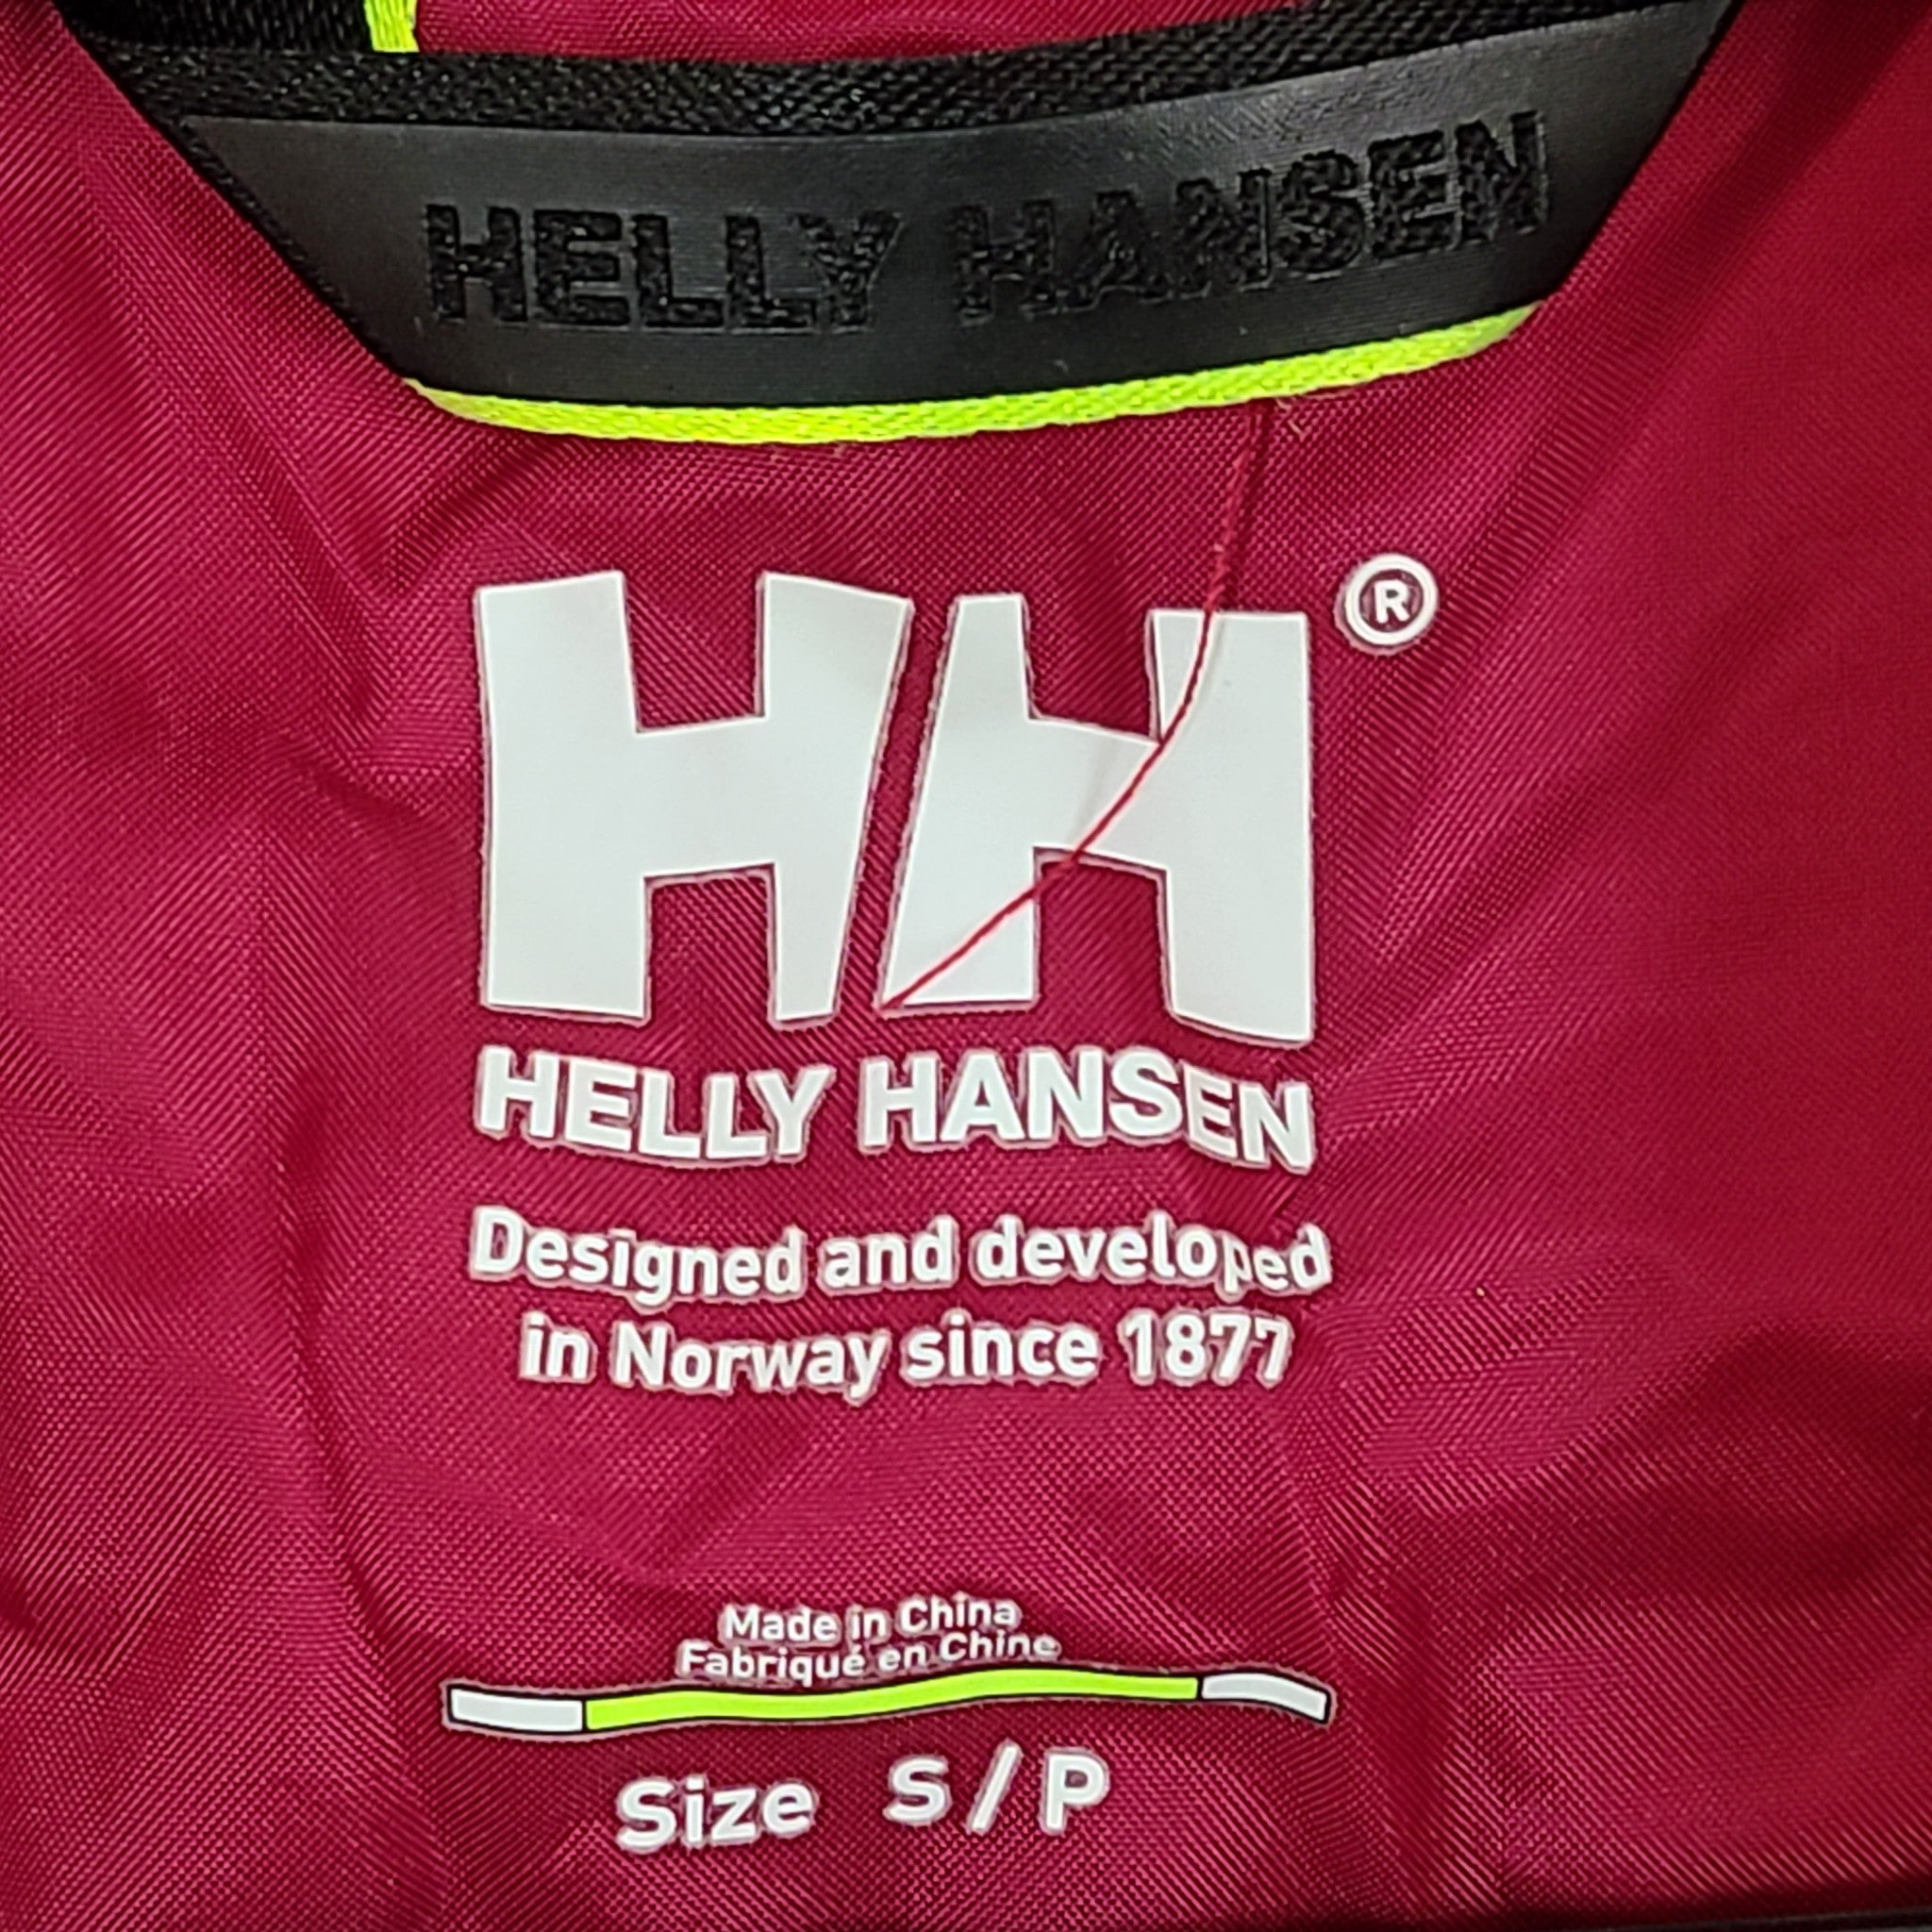 HELLY HANSEN
HH®
HELLY HANSEN
Designed and developed
in Norway since 1877
Made in China
Fabriqué en Chine
Size S/P